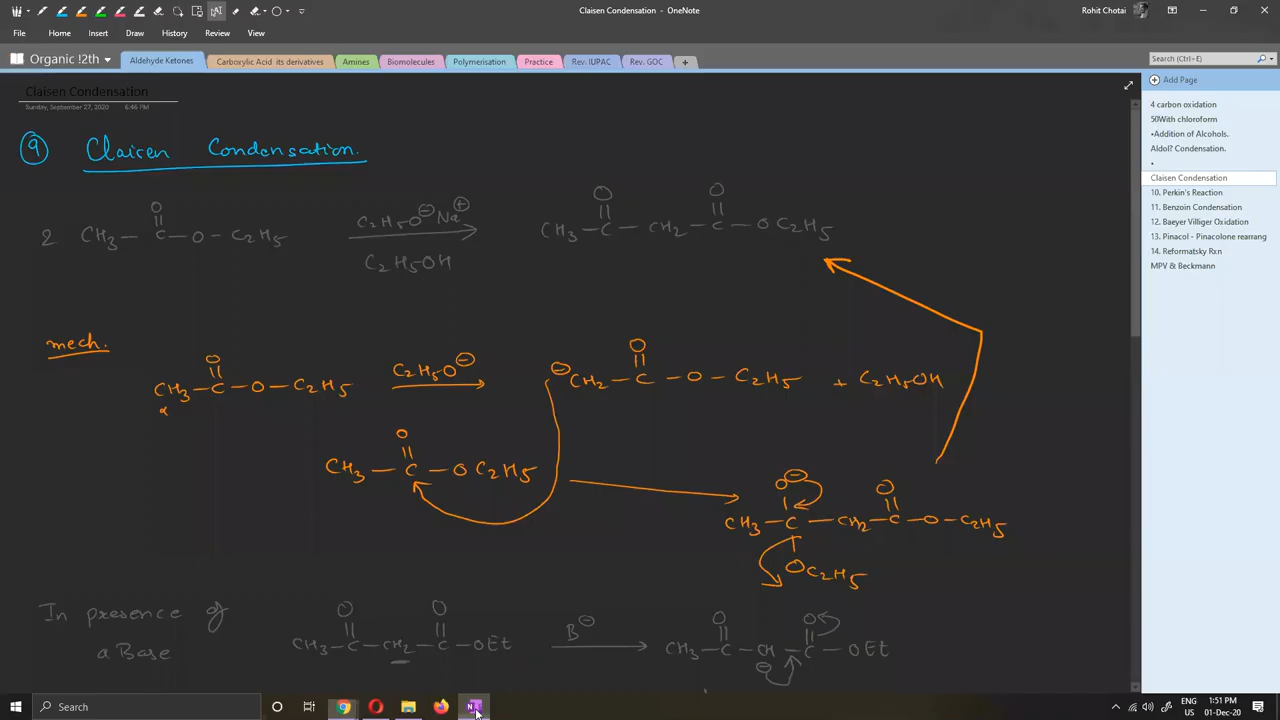 Claisen Condensation - OneNote
Rohit Chotai
File Home Insert Draw History Review View
Organic !2th
Aldehyde Ketones
Carboxylic Acid its derivatives
Amines
Biomolecules
Polymerisation
Practice
Rev. IUPAC
Rev. GOC
Search (Ctrl+E)
Add Page
4 carbon oxidation
50With chloroform
•Addition of Alcohols.
Aldol? Condensation.
•
Claisen Condensation
10. Perkin's Reaction
11. Benzoin Condensation
12. Baeyer Villiger Oxidation
13. Pinacol - Pinacolone rearrang
14. Reformatsky Rxn
MPV & Beckmann
Claisen Condensation
Sunday, September 27, 2020 6:46 PM
9 Claisen Condensation.
O O O
2 CH3 - C - O - C2H5 C2H5O⊖Na⊕ CH3 - C - CH2 - C - OC2H5
C2H5OH
mech.
O O
CH3 - C - O - C2H5 C2H5O⊖ ⊖CH2 - C - O - C2H5 + C2H5OH
α
O
CH3 - C - OC2H5
O⊖ O
CH3 - C - CH2 - C - O - C2H5
OC2H5
In presence of
a Base
O O O O
CH3 - C - CH2 - C - OEt B⊖ CH3 - C - CH - C - OEt
⊖
Search
ENG
US
1:51 PM
01-Dec-20